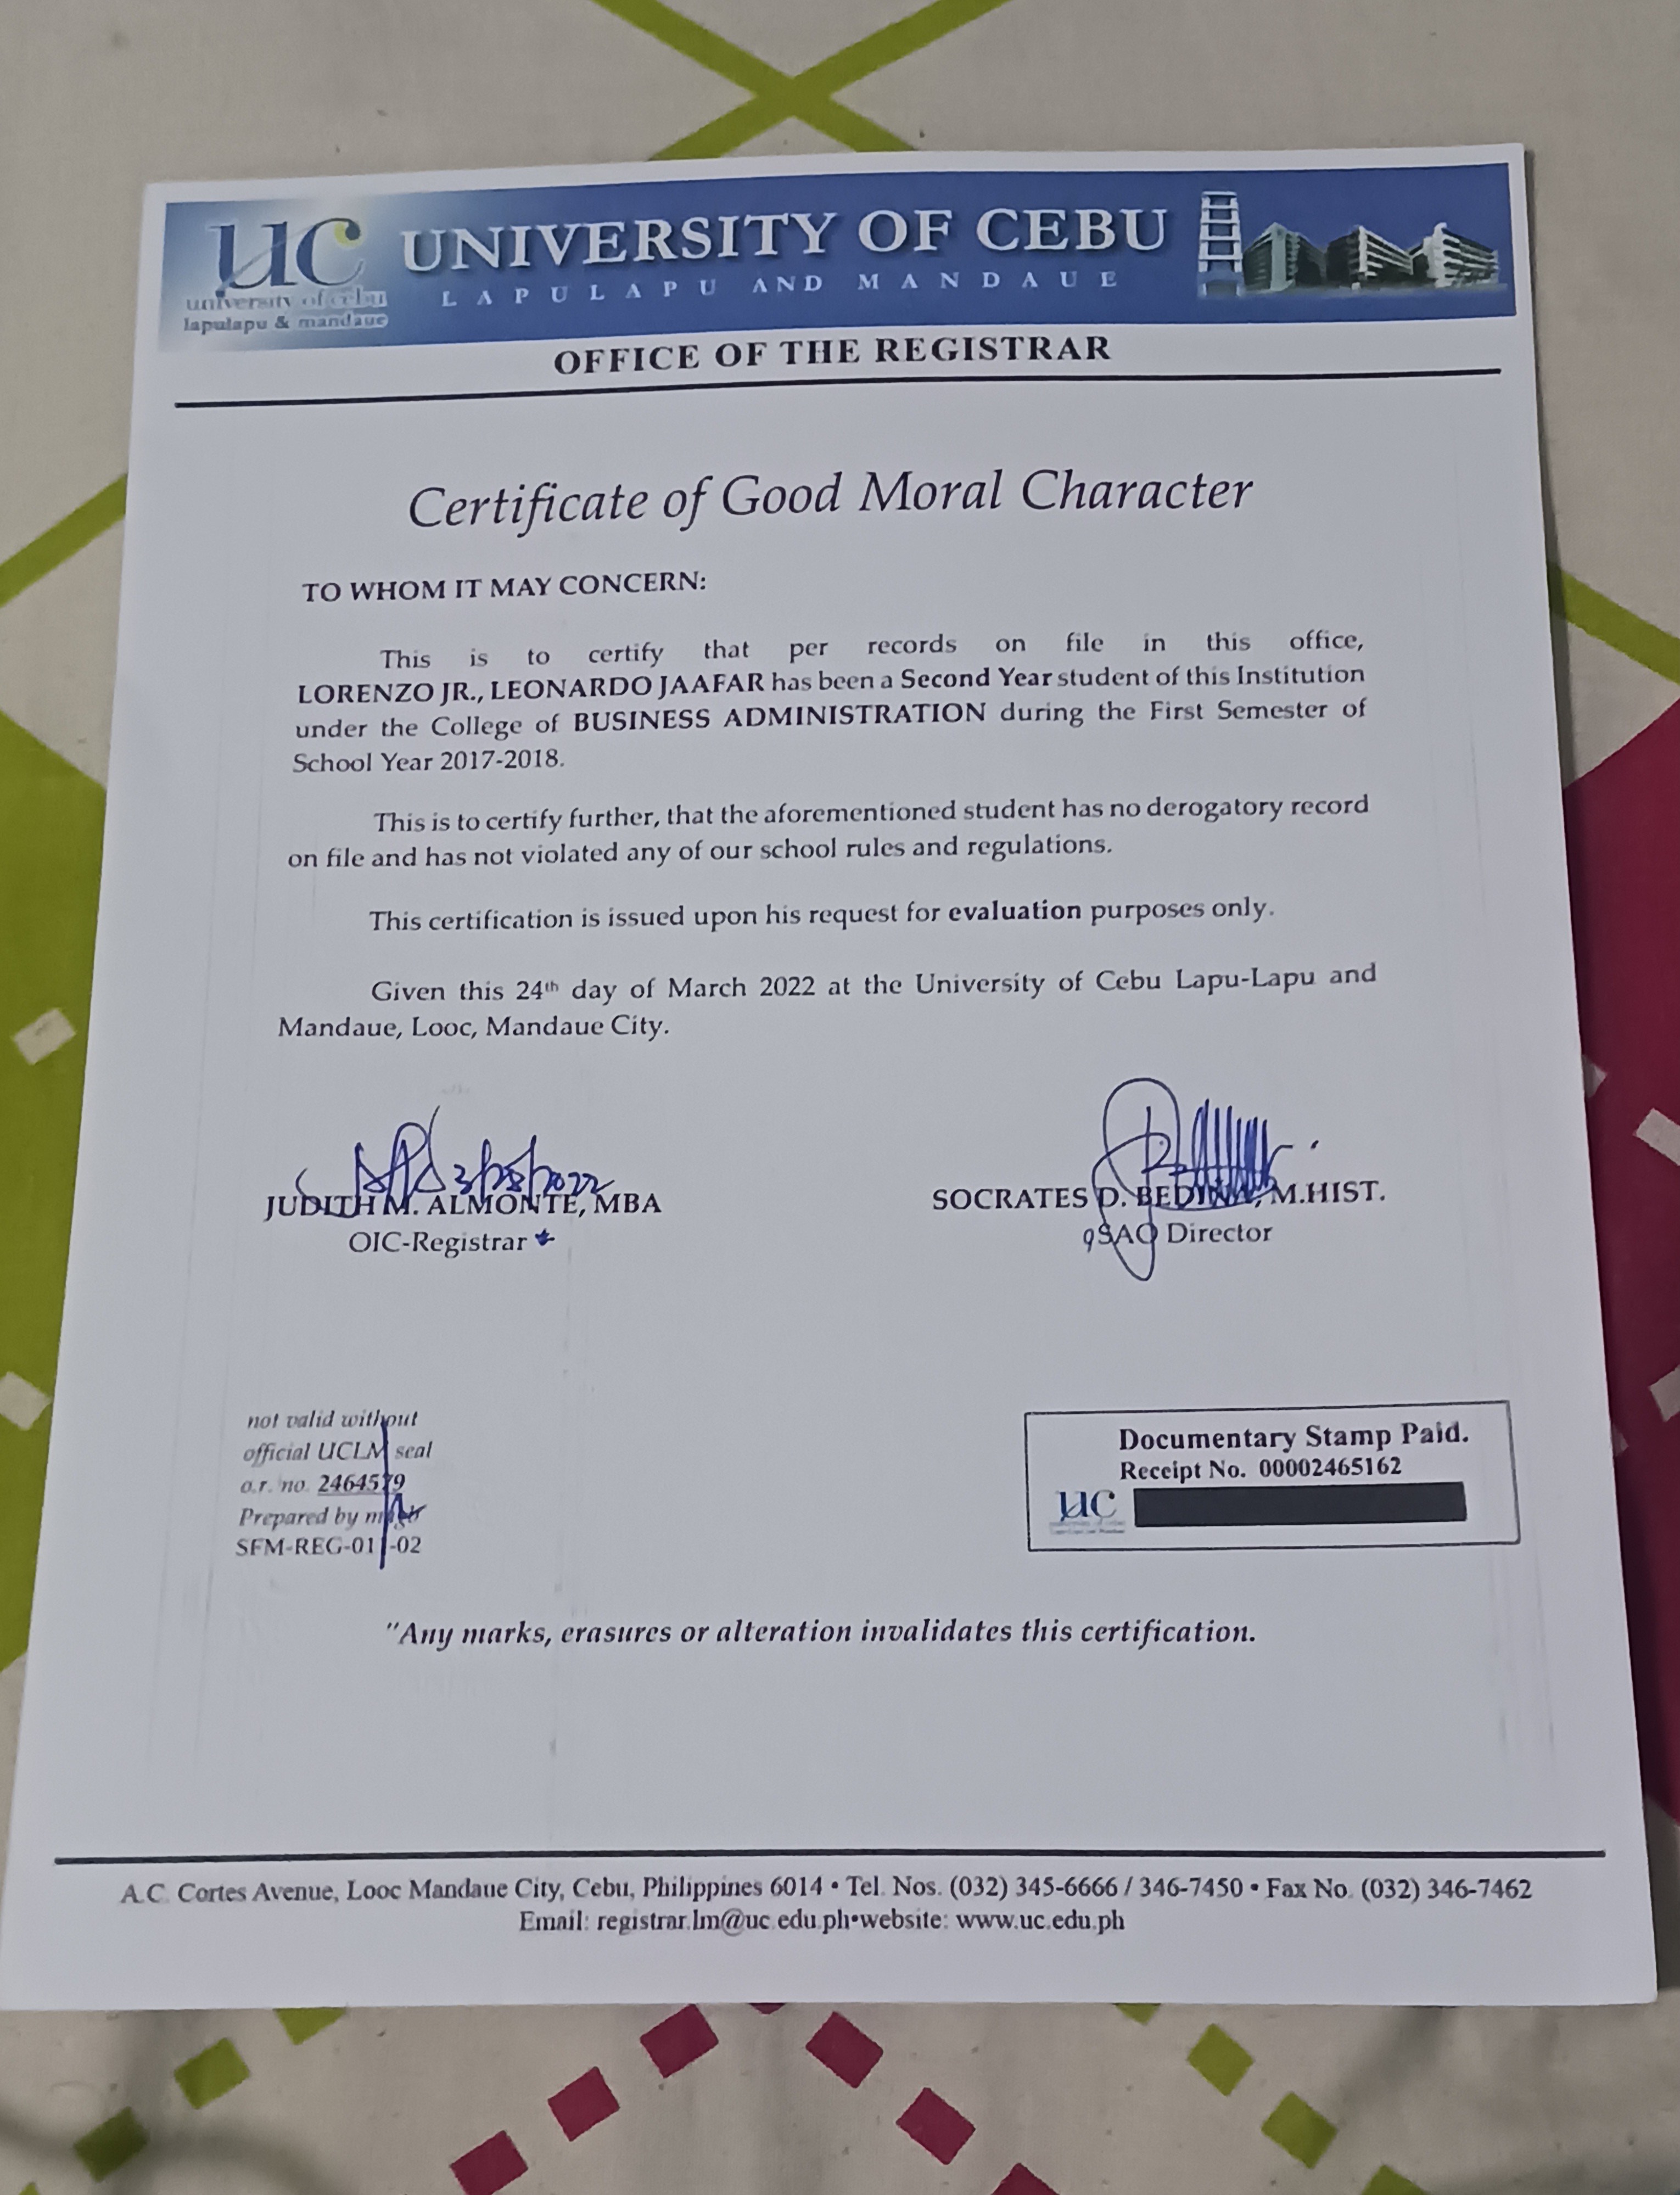 UC UNIVERSITY OF CEBU
LAPULAPU AND MANDAUE
university of cebu
lapulapu & mandaue
OFFICE OF THE REGISTRAR
Certificate of Good Moral Character
TO WHOM IT MAY CONCERN:
This is to certify that per records on file in this office,
LORENZO JR., LEONARDO JAAFAR has been a Second Year student of this Institution
under the College of BUSINESS ADMINISTRATION during the First Semester of
School Year 2017-2018.
This is to certify further, that the aforementioned student has no derogatory record
on file and has not violated any of our school rules and regulations.
This certification is issued upon his request for evaluation purposes only.
Given this 24th day of March 2022 at the University of Cebu Lapu-Lapu and
Mandaue, Looc, Mandaue City.
JUDITH M. ALMONTE, MBA
OIC-Registrar
SOCRATES D. M.HIST.
SAO Director
not valid without
official UCLM seal
o.r. no. 2464579
Prepared by
SFM-REG-01 -02
Documentary Stamp Paid.
Receipt No. 00002465162
UC
"Any marks, erasures or alteration invalidates this certification.
A.C. Cortes Avenue, Looc Mandaue City, Cebu, Philippines 6014 • Tel. Nos. (032) 345-6666 / 346-7450 • Fax No. (032) 346-7462
Email: registrar.lm@uc.edu.ph•website: www.uc.edu.ph